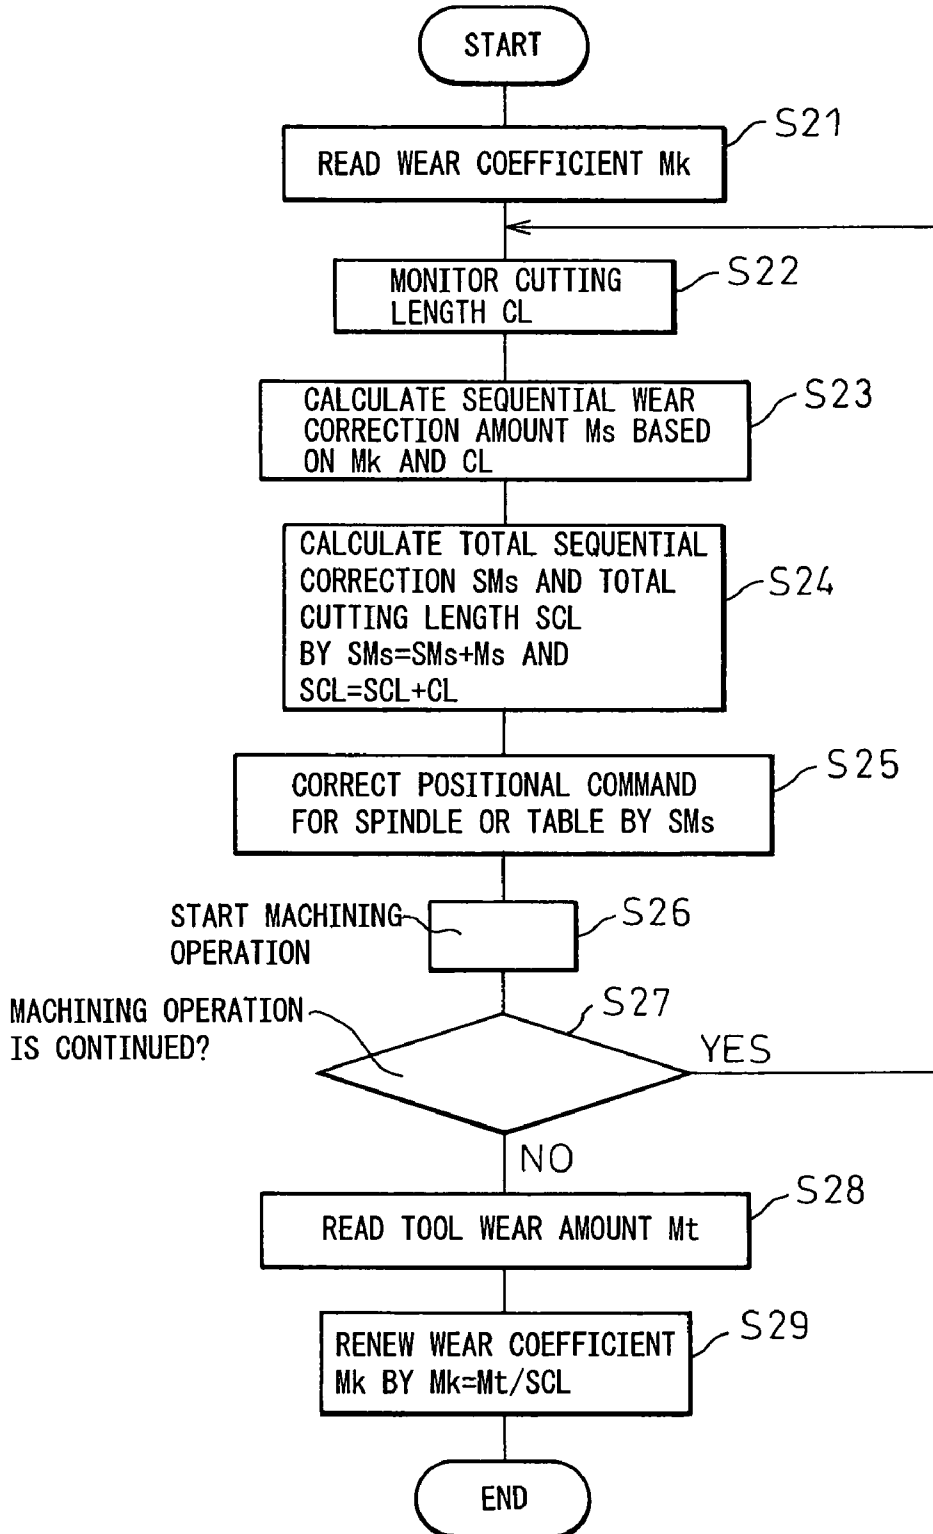 START
S21
READ WEAR COEFFICIENT Mk
S22
MONITOR CUTTING
LENGTH CL
S23
CALCULATE SEQUENTIAL WEAR
CORRECTION AMOUNT Ms BASED
ON Mk AND CL
CALCULATE TOTAL SEQUENTIAL
CORRECTION SMs AND TOTAL
CUTTING LENGTH SCL
BY SMs=SMs+Ms AND
SCL=SCL+CL
S24
S25
CORRECT POSITIONAL COMMAND
FOR SPINDLE OR TABLE BY SMs
START MACHINING
OPERATION
S26
MACHINING OPERATION
IS CONTINUED?
S27
YES
NO
S28
READ TOOL WEAR AMOUNT Mt
S29
RENEW WEAR COEFFICIENT
Mk BY Mk=Mt/SCL
END